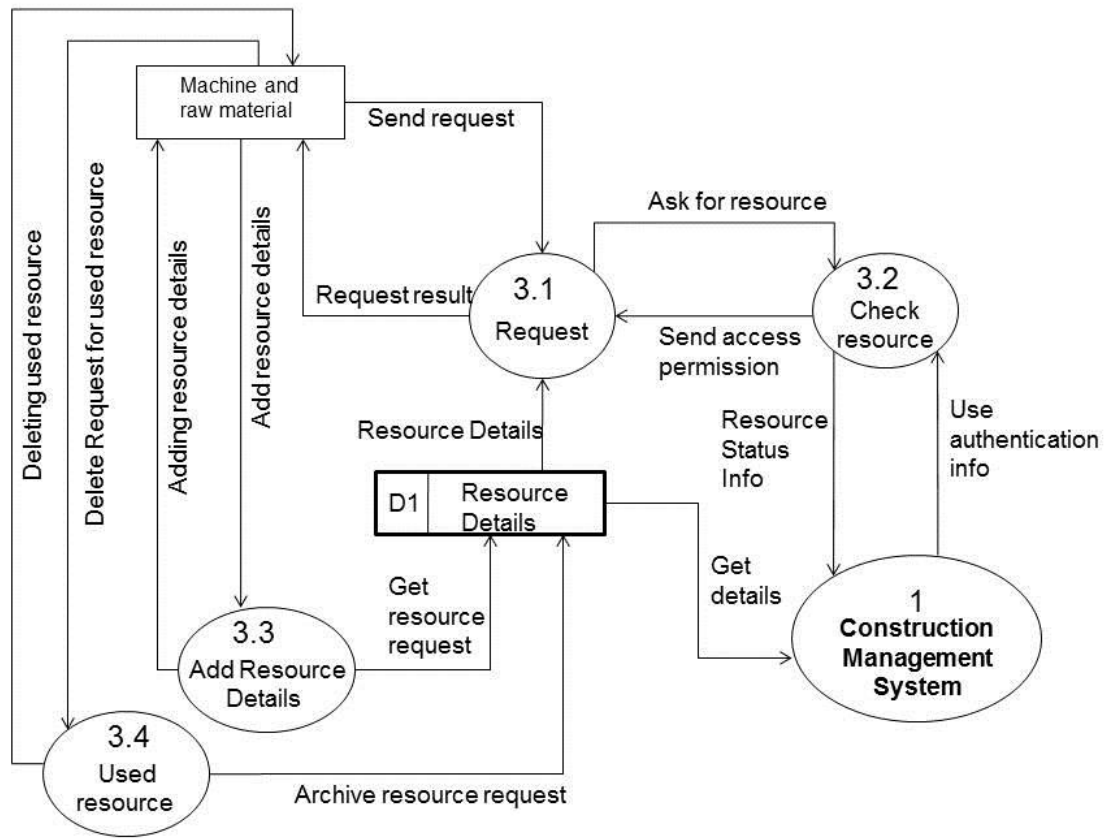 Machine and
raw material
Send request
Ask for resource
3.1
Request
3.2
Check
resource
Request result
Send access
permission
Deleting used resource
Delete Request for used resource
Adding resource details
Add resource details
Resource Details
Resource
Status
Info
Use
authentication
info
D1
Resource
Details
Get
resource
request
Get
details
1
Construction
Management
System
3.3
Add Resource
Details
3.4
Used
resource
Archive resource request